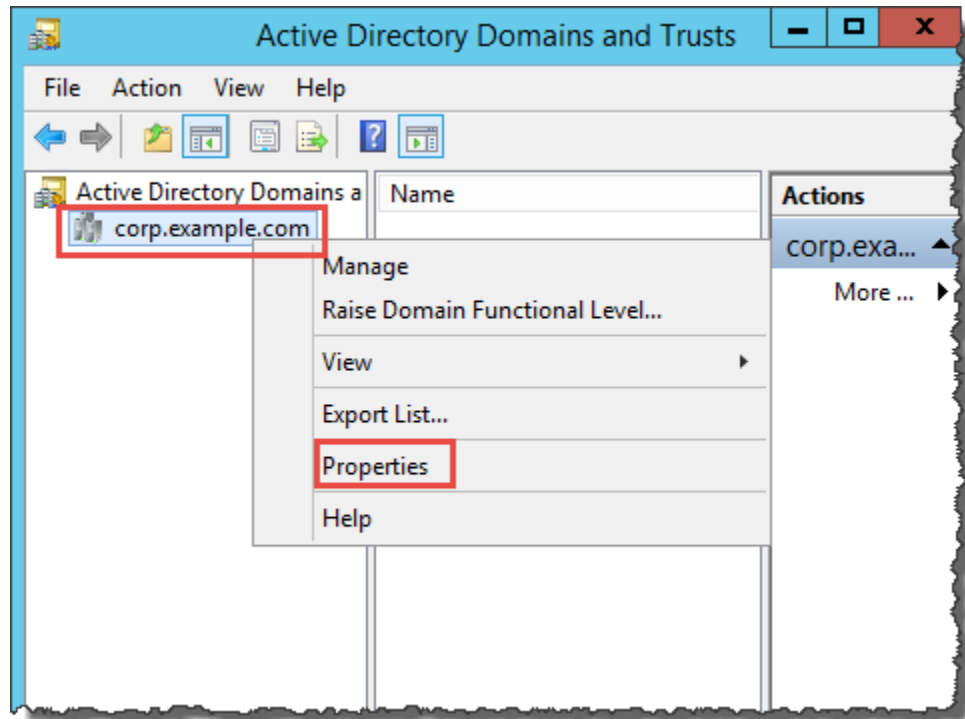 Active Directory Domains and Trusts
File Action View Help
Active Directory Domains a
corp.example.com
Name
Actions
corp.exa...
More ...
Manage
Raise Domain Functional Level...
View
Export List...
Properties
Help